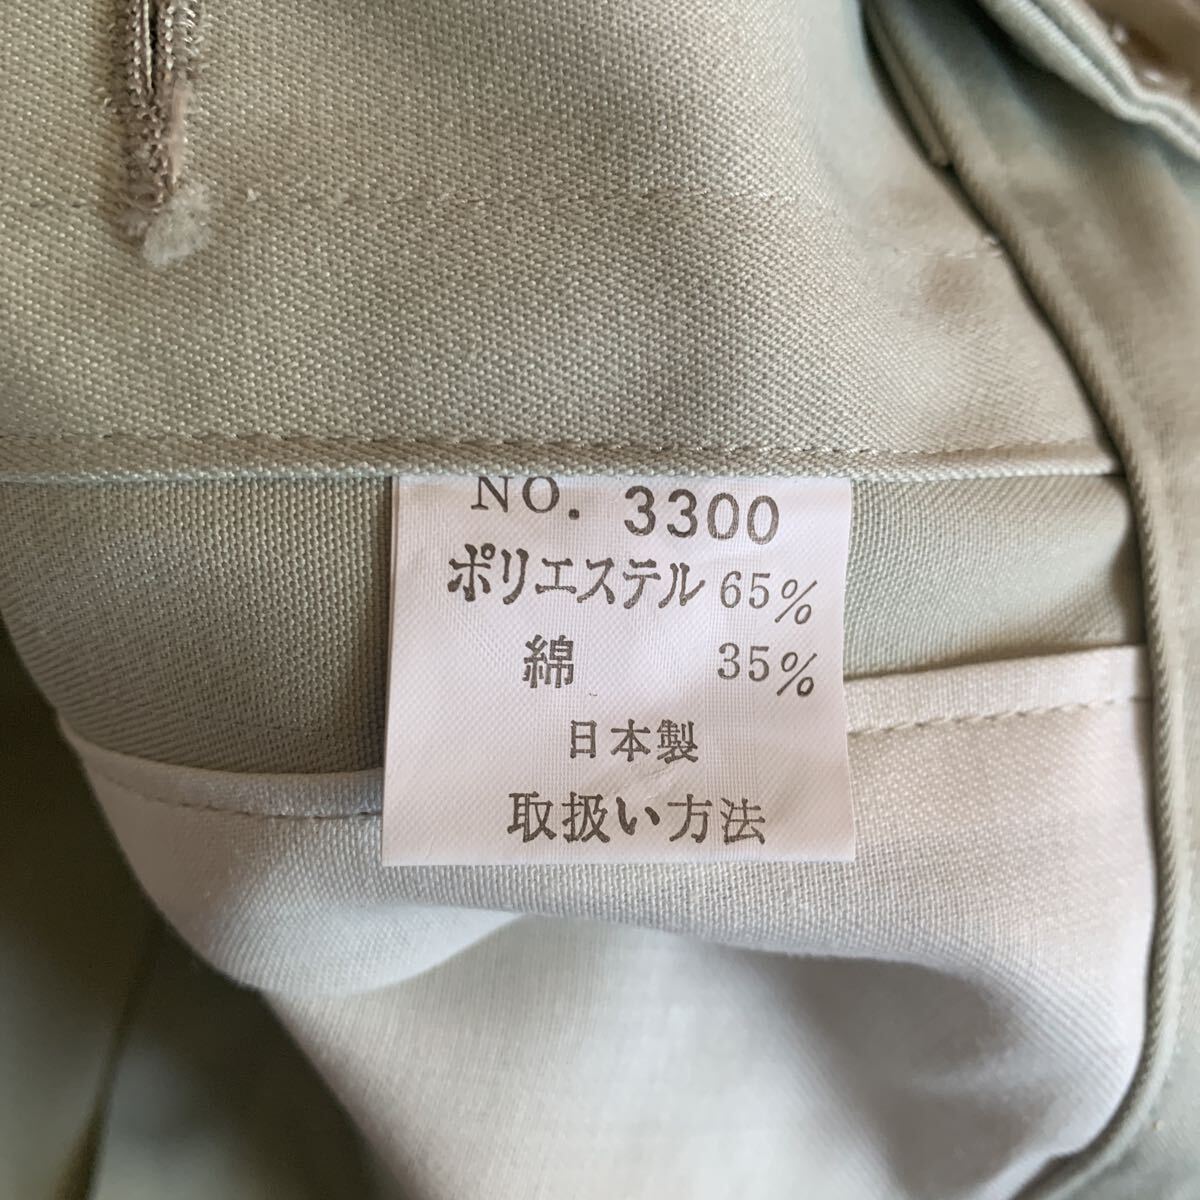 NO. 3300
ポリエステル 65%
綿 35%
日本製
取扱い方法